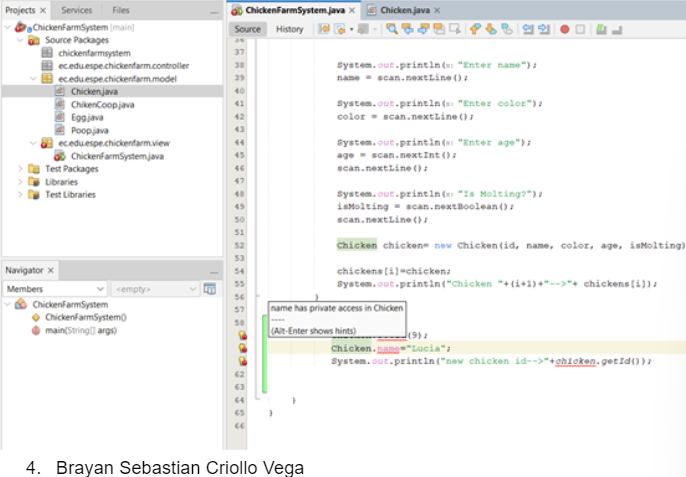 Projects × Services Files
ChickenFarmSystem [main]
Source Packages
chickenfarmsystem
ec.edu.espe.chickenfarm.controller
ec.edu.espe.chickenfarm.model
Chicken.java
ChikenCoop.java
Egg.java
Poop.java
ec.edu.espe.chickenfarm.view
ChickenFarmSystem.java
Test Packages
Libraries
Test Libraries
Navigator ×
Members <empty>
ChickenFarmSystem
ChickenFarmSystem()
main(String[] args)
ChickenFarmSystem.java × Chicken.java ×
Source History
37
38 System.out.println(x: "Enter name");
39 name = scan.nextLine();
40
41 System.out.println(x: "Enter color");
42 color = scan.nextLine();
43
44 System.out.println(x: "Enter age");
45 age = scan.nextInt();
46 scan.nextLine();
47
48 System.out.println(x: "Is Molting?");
49 isMolting = scan.nextBoolean();
50 scan.nextLine();
51
52 Chicken chicken= new Chicken(id, name, color, age, isMolting)
53
54 chickens[i]=chicken;
55 System.out.println("Chicken "+(i+1)+"-->"+ chickens[i]);
56 }
57 name has private access in Chicken
58 ----
(Alt-Enter shows hints)
(9);
Chicken.name="Lucia";
System.out.println("new chicken id-->"+chicken.getId());
62
63
64 }
65 }
66
4. Brayan Sebastian Criollo Vega